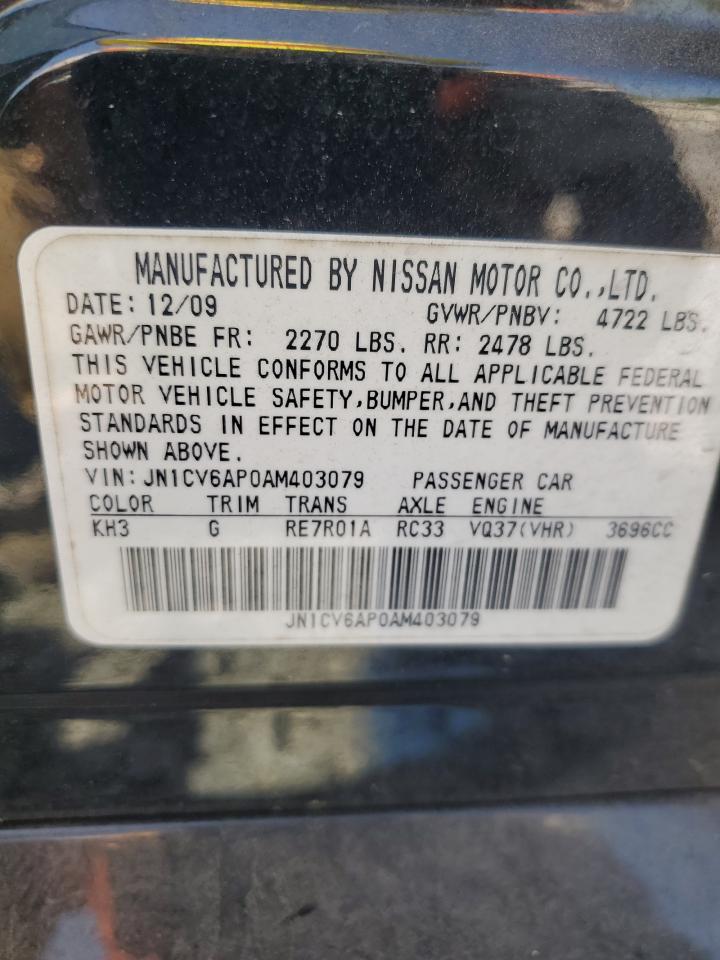 MANUFACTURED BY NISSAN MOTOR CO.,LTD.
DATE: 12/09 GVWR/PNBV: 4722 LBS.
GAWR/PNBE FR: 2270 LBS. RR: 2478 LBS.
THIS VEHICLE CONFORMS TO ALL APPLICABLE FEDERAL
MOTOR VEHICLE SAFETY,BUMPER,AND THEFT PREVENTION
STANDARDS IN EFFECT ON THE DATE OF MANUFACTURE
SHOWN ABOVE.
VIN: JN1CV6AP0AM403079 PASSENGER CAR
COLOR TRIM TRANS AXLE ENGINE
KH3 G RE7R01A RC33 VQ37(VHR) 3696CC
JN1CV6AP0AM403079